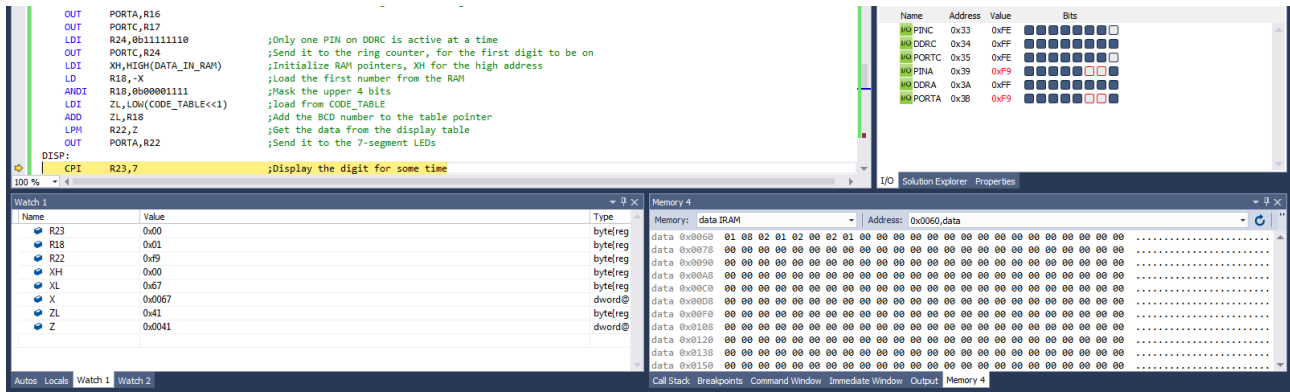 OUT PORTA,R16
OUT PORTC,R17
LDI R24,0b11111110 ;Only one PIN on DDRC is active at a time
OUT PORTC,R24 ;Send it to the ring counter, for the first digit to be on
LDI XH,HIGH(DATA_IN_RAM) ;Initialize RAM pointers, XH for the high address
LD R18,-X ;Load the first number from the RAM
ANDI R18,0b00001111 ;Mask the upper 4 bits
LDI ZL,LOW(CODE_TABLE<<1) ;load from CODE_TABLE
ADD ZL,R18 ;Add the BCD number to the table pointer
LPM R22,Z ;Get the data from the display table
OUT PORTA,R22 ;Send it to the 7-segment LEDs
DISP:
CPI R23,7 ;Display the digit for some time
100 %
Name Address Value Bits
I/O PINC 0x33 0xFE
I/O DDRC 0x34 0xFF
I/O PORTC 0x35 0xFE
I/O PINA 0x39 0xF9
I/O DDRA 0x3A 0xFF
I/O PORTA 0x3B 0xF9
I/O Solution Explorer Properties
Watch 1
Name Value Type
R23 0x00 byte{reg
R18 0x01 byte{reg
R22 0xf9 byte{reg
XH 0x00 byte{reg
XL 0x67 byte{reg
X 0x0067 dword@
ZL 0x41 byte{reg
Z 0x0041 dword@
Autos Locals Watch 1 Watch 2
Memory 4
Memory: data IRAM Address: 0x0060,data
data 0x0060 01 08 02 01 02 00 02 01 00 00 00 00 00 00 00 00 00 00 00 00 00 00 00 00 ........................
data 0x0078 00 00 00 00 00 00 00 00 00 00 00 00 00 00 00 00 00 00 00 00 00 00 00 00 ........................
data 0x0090 00 00 00 00 00 00 00 00 00 00 00 00 00 00 00 00 00 00 00 00 00 00 00 00 ........................
data 0x00A8 00 00 00 00 00 00 00 00 00 00 00 00 00 00 00 00 00 00 00 00 00 00 00 00 ........................
data 0x00C0 00 00 00 00 00 00 00 00 00 00 00 00 00 00 00 00 00 00 00 00 00 00 00 00 ........................
data 0x00D8 00 00 00 00 00 00 00 00 00 00 00 00 00 00 00 00 00 00 00 00 00 00 00 00 ........................
data 0x00F0 00 00 00 00 00 00 00 00 00 00 00 00 00 00 00 00 00 00 00 00 00 00 00 00 ........................
data 0x0108 00 00 00 00 00 00 00 00 00 00 00 00 00 00 00 00 00 00 00 00 00 00 00 00 ........................
data 0x0120 00 00 00 00 00 00 00 00 00 00 00 00 00 00 00 00 00 00 00 00 00 00 00 00 ........................
data 0x0138 00 00 00 00 00 00 00 00 00 00 00 00 00 00 00 00 00 00 00 00 00 00 00 00 ........................
data 0x0150 00 00 00 00 00 00 00 00 00 00 00 00 00 00 00 00 00 00 00 00 00 00 00 00 ........................
Call Stack Breakpoints Command Window Immediate Window Output Memory 4